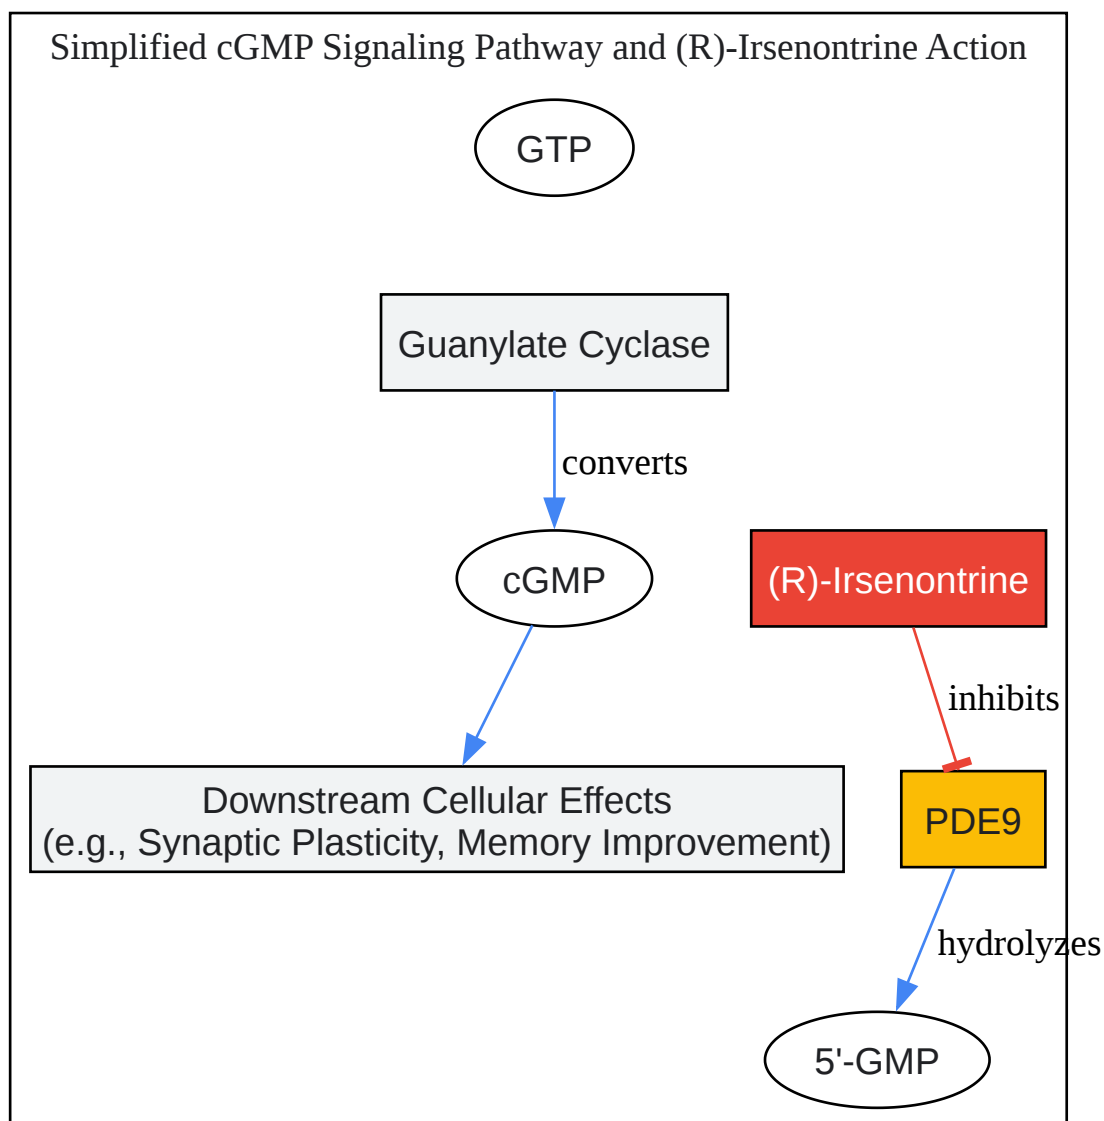 Simplified cGMP Signaling Pathway and (R)-Irsenontrine Action
GTP
Guanylate Cyclase
converts
cGMP
(R)-Irsenontrine
inhibits
Downstream Cellular Effects
(e.g., Synaptic Plasticity, Memory Improvement)
PDE9
hydrolyzes
5'-GMP